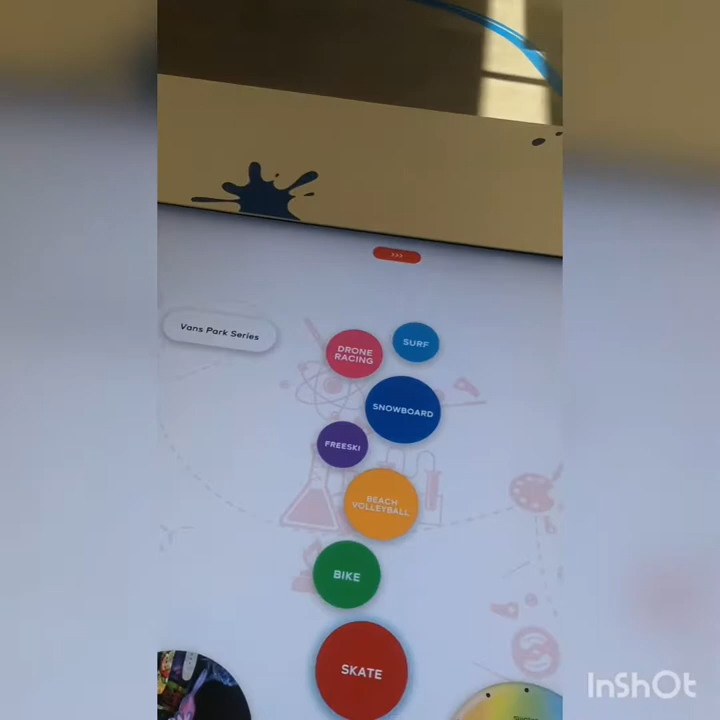 >>>
Vans Park Series
SURF
DRONE
RACING
SNOWBOARD
FREESKI
BEACH
VOLLEYBALL
BIKE
SKATE
InShOt